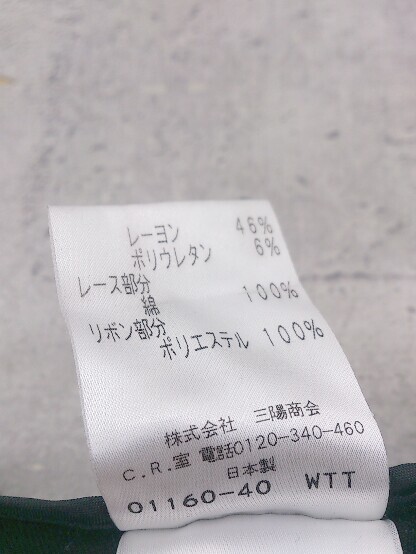 レーヨン 46%
ポリウレタン 6%
レース部分
綿 100%
リボン部分
ポリエステル 100%
株式会社 三陽商会
C.R.室 電話0120-340-460
日本製
01160-40 WTT